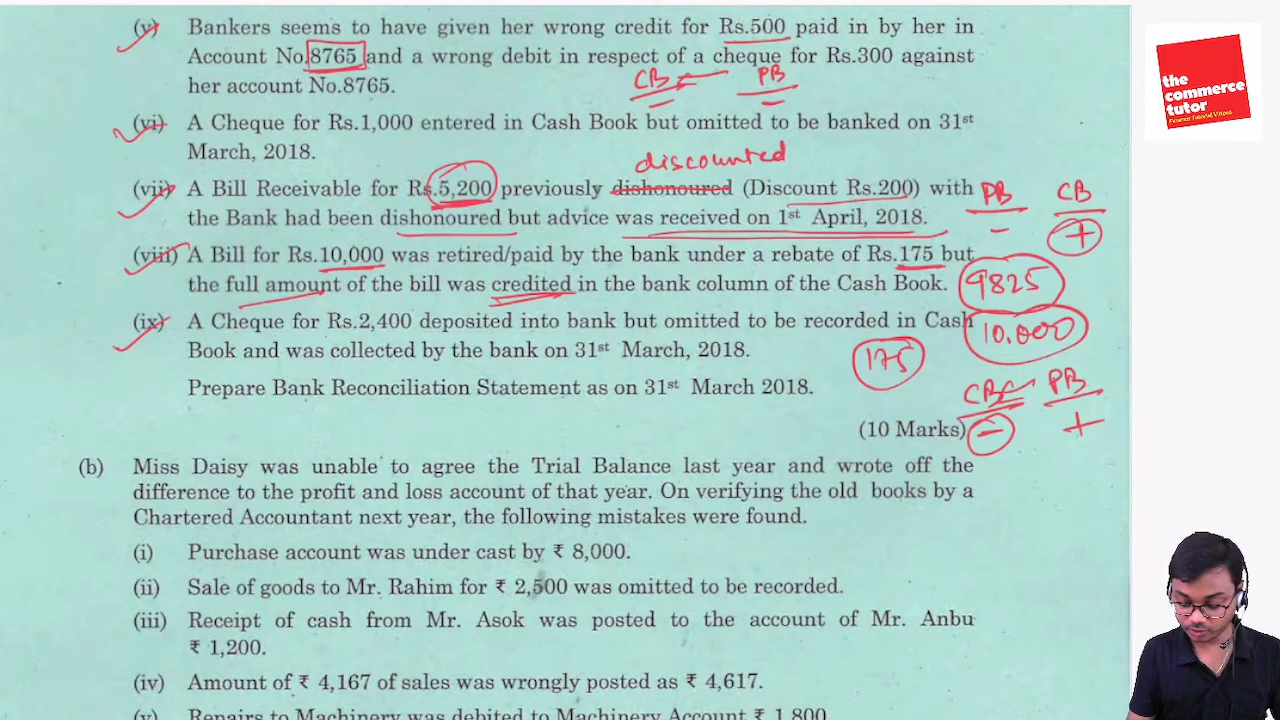 (v) Bankers seems to have given her wrong credit for Rs.500 paid in by her in
Account No.8765 and a wrong debit in respect of a cheque for Rs.300 against
her account No.8765.
CB PB
(vi) A Cheque for Rs.1,000 entered in Cash Book but omitted to be banked on 31st
March, 2018.
discounted
(vii) A Bill Receivable for Rs.5,200 previously dishonoured (Discount Rs.200) with
the Bank had been dishonoured but advice was received on 1st April, 2018.
PB CB
- +
(viii) A Bill for Rs.10,000 was retired/paid by the bank under a rebate of Rs.175 but
the full amount of the bill was credited in the bank column of the Cash Book.
9825
(ix) A Cheque for Rs.2,400 deposited into bank but omitted to be recorded in Cash
Book and was collected by the bank on 31st March, 2018.
10.000
175
Prepare Bank Reconciliation Statement as on 31st March 2018.
CB PB
- +
(10 Marks)
(b) Miss Daisy was unable to agree the Trial Balance last year and wrote off the
difference to the profit and loss account of that year. On verifying the old books by a
Chartered Accountant next year, the following mistakes were found.
(i) Purchase account was under cast by ₹ 8,000.
(ii) Sale of goods to Mr. Rahim for ₹ 2,500 was omitted to be recorded.
(iii) Receipt of cash from Mr. Asok was posted to the account of Mr. Anbu
₹ 1,200.
(iv) Amount of ₹ 4,167 of sales was wrongly posted as ₹ 4,617.
(v) Repairs to Machinery was debited to Machinery Account ₹ 1,800.
the
commerce
tutor
Finance Tutorial Videos